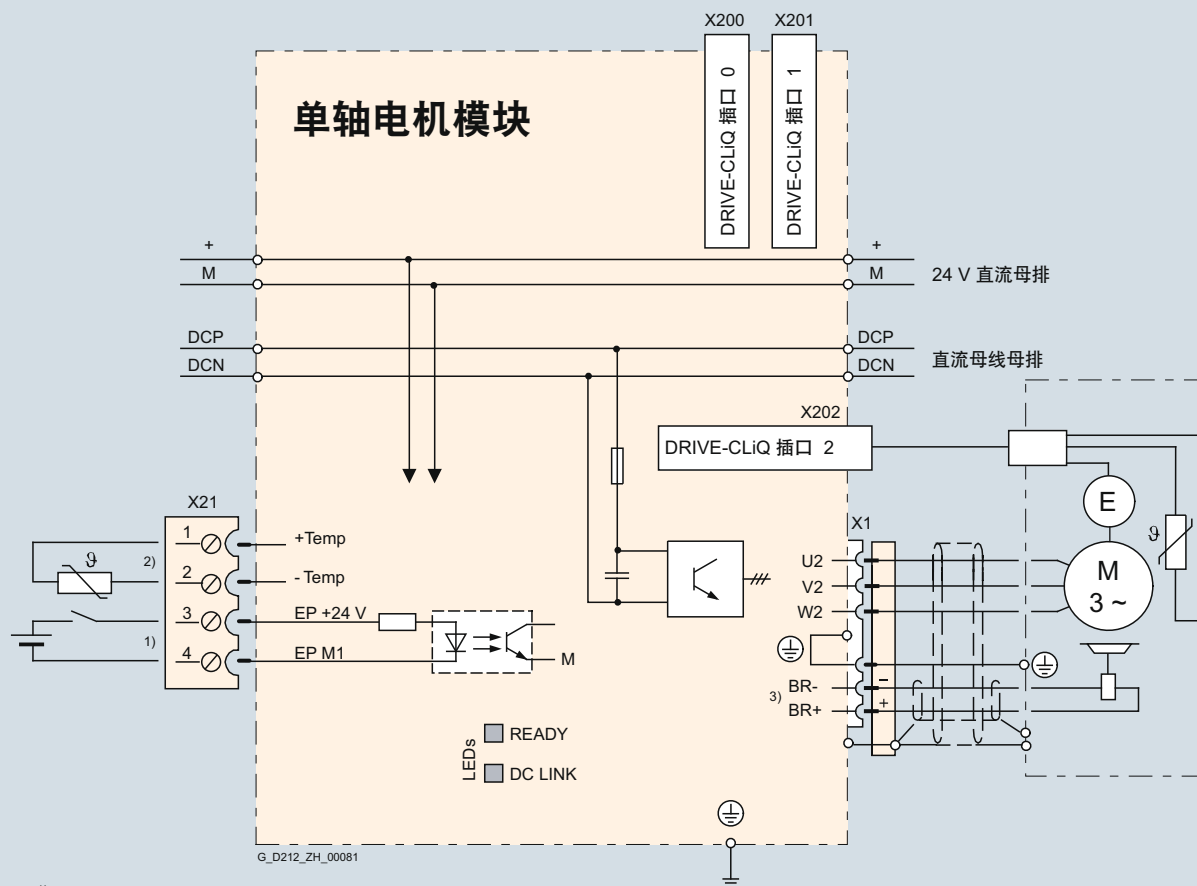 X200
X201
DRIVE-CLiQ 插口 0
DRIVE-CLiQ 插口 1
单轴电机模块
+
+
M
M
24 V 直流母排
DCP
DCP
DCN
DCN
直流母线母排
X202
DRIVE-CLiQ 插口 2
X21
X1
1
+Temp
2)
ϑ
2
- Temp
3
EP +24 V
1)
4
EP M1
M
E
ϑ
M
3 ~
U2
V2
W2
3)
BR-
−
BR+
+
LEDs
READY
DC LINK
G_D212_ZH_00081